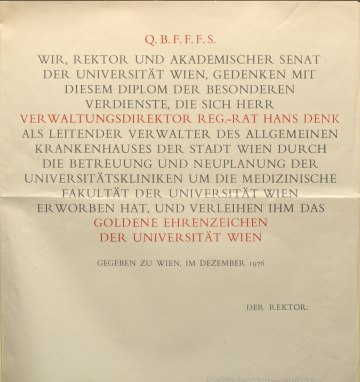 Q. B. F. F. F. S.
WIR, REKTOR UND AKADEMISCHER SENAT
DER UNIVERSITÄT WIEN, GEDENKEN MIT
DIESEM DIPLOM DER BESONDEREN
VERDIENSTE, DIE SICH HERR
VERWALTUNGSDIREKTOR REG.-RAT HANS DENK
ALS LEITENDER VERWALTER DES ALLGEMEINEN
KRANKENHAUSES DER STADT WIEN DURCH
DIE BETREUUNG UND NEUPLANUNG DER
UNIVERSITÄTSKLINIKEN UM DIE MEDIZINISCHE
FAKULTÄT DER UNIVERSITÄT WIEN
ERWORBEN HAT, UND VERLEIHEN IHM DAS
GOLDENE EHRENZEICHEN
DER UNIVERSITÄT WIEN
GEGEBEN ZU WIEN, IM DEZEMBER 1976
DER REKTOR: